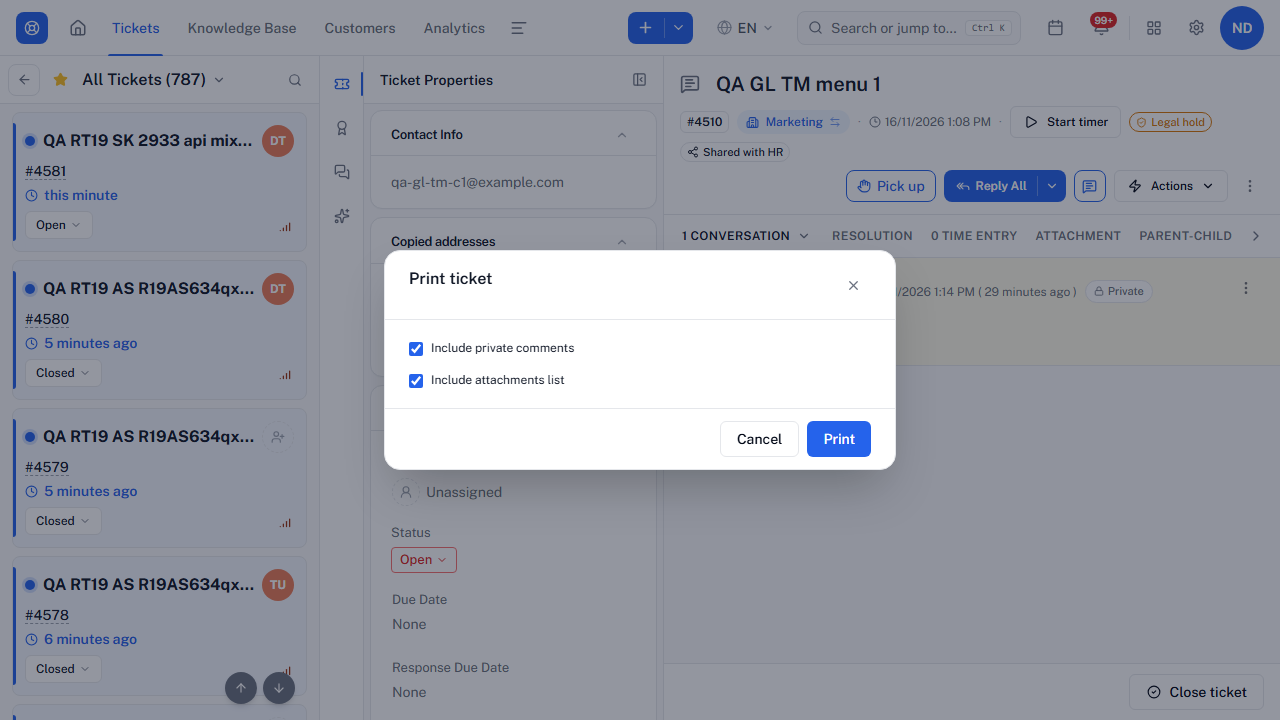 Tickets
Knowledge Base
Customers
Analytics
EN
Search or jump to...
Ctrl K
99+
ND
All Tickets (787)
QA RT19 SK 2933 api mix...
DT
#4581
this minute
Open
QA RT19 AS R19AS634qx...
DT
#4580
5 minutes ago
Closed
QA RT19 AS R19AS634qx...
#4579
5 minutes ago
Closed
QA RT19 AS R19AS634qx...
TU
#4578
6 minutes ago
Closed
Ticket Properties
Contact Info
qa-gl-tm-c1@example.com
Copied addresses
Unassigned
Status
Open
Due Date
None
Response Due Date
None
QA GL TM menu 1
#4510
Marketing
· 16/11/2026 1:08 PM ·
Start timer
Legal hold
Shared with HR
Pick up
Reply All
Actions
1 CONVERSATION
RESOLUTION
0 TIME ENTRY
ATTACHMENT
PARENT-CHILD
/2026 1:14 PM ( 29 minutes ago )
Private
Close ticket
Print ticket
Include private comments
Include attachments list
Cancel
Print